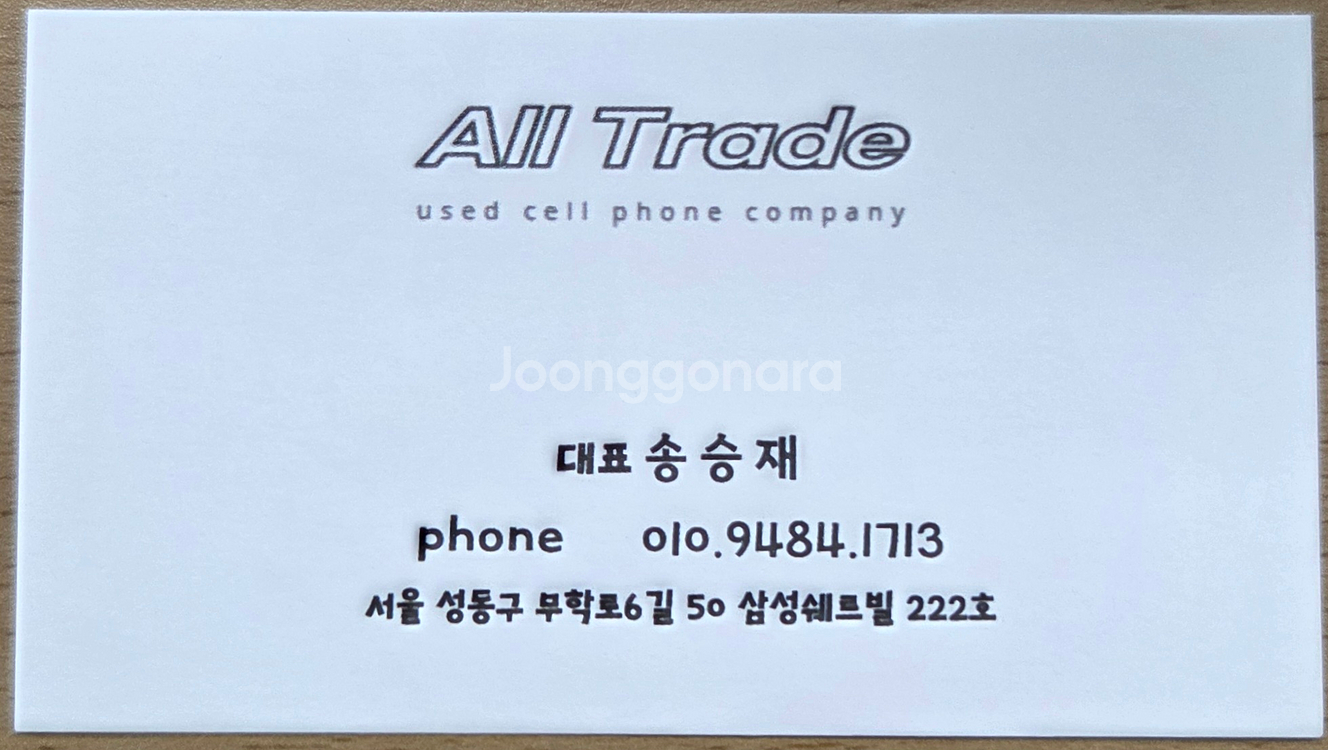 All Trade
used cell phone company
Joonggonara
대표 송승재
phone 010.9484.1713
서울 성동구 부학로6길 50 삼성쉐르빌 222호